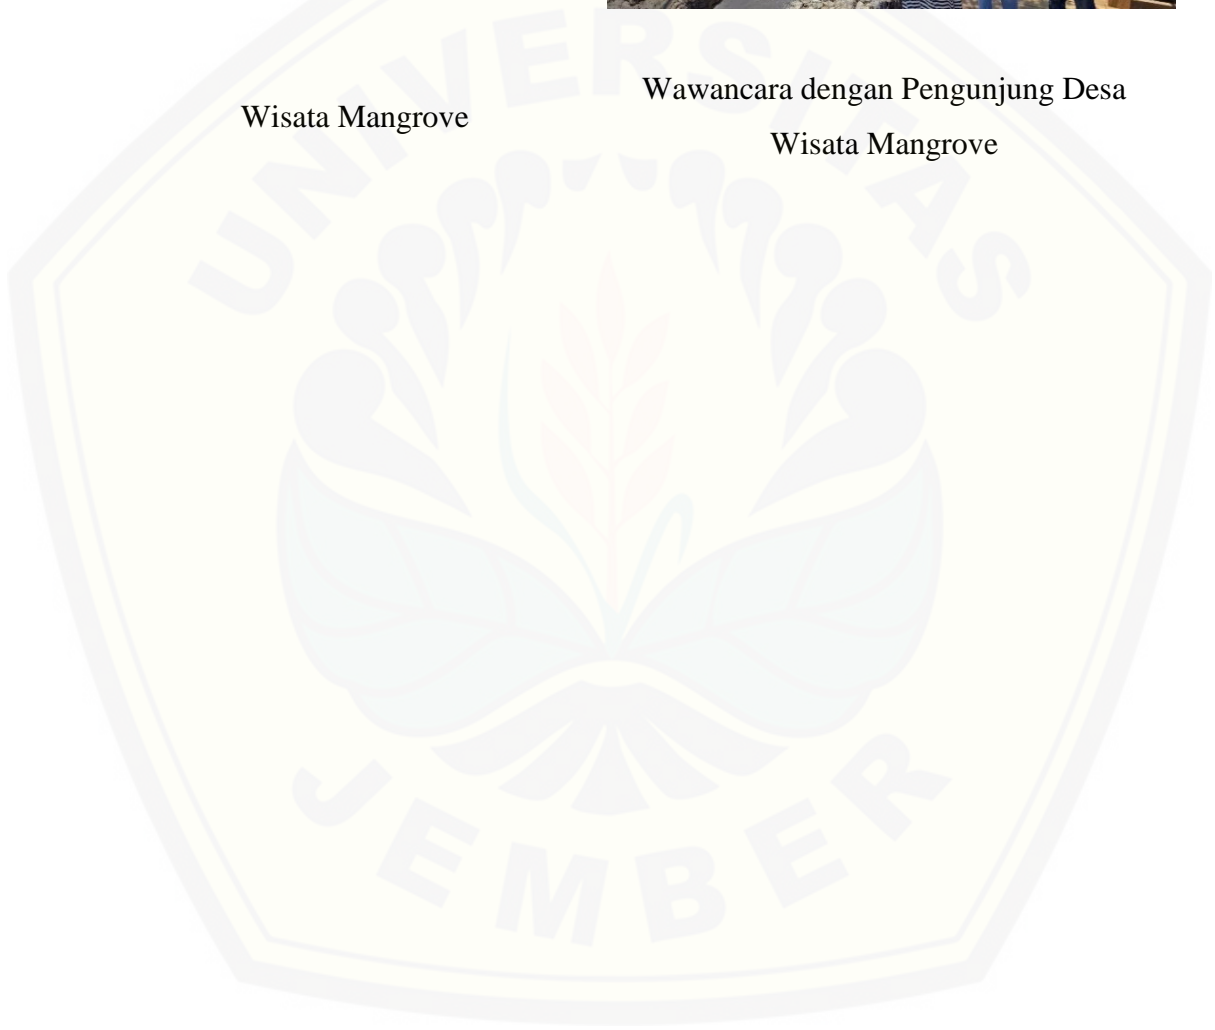 Wisata Mangrove
Wawancara dengan Pengunjung Desa
Wisata Mangrove
UNIVERSITAS
JEMBER